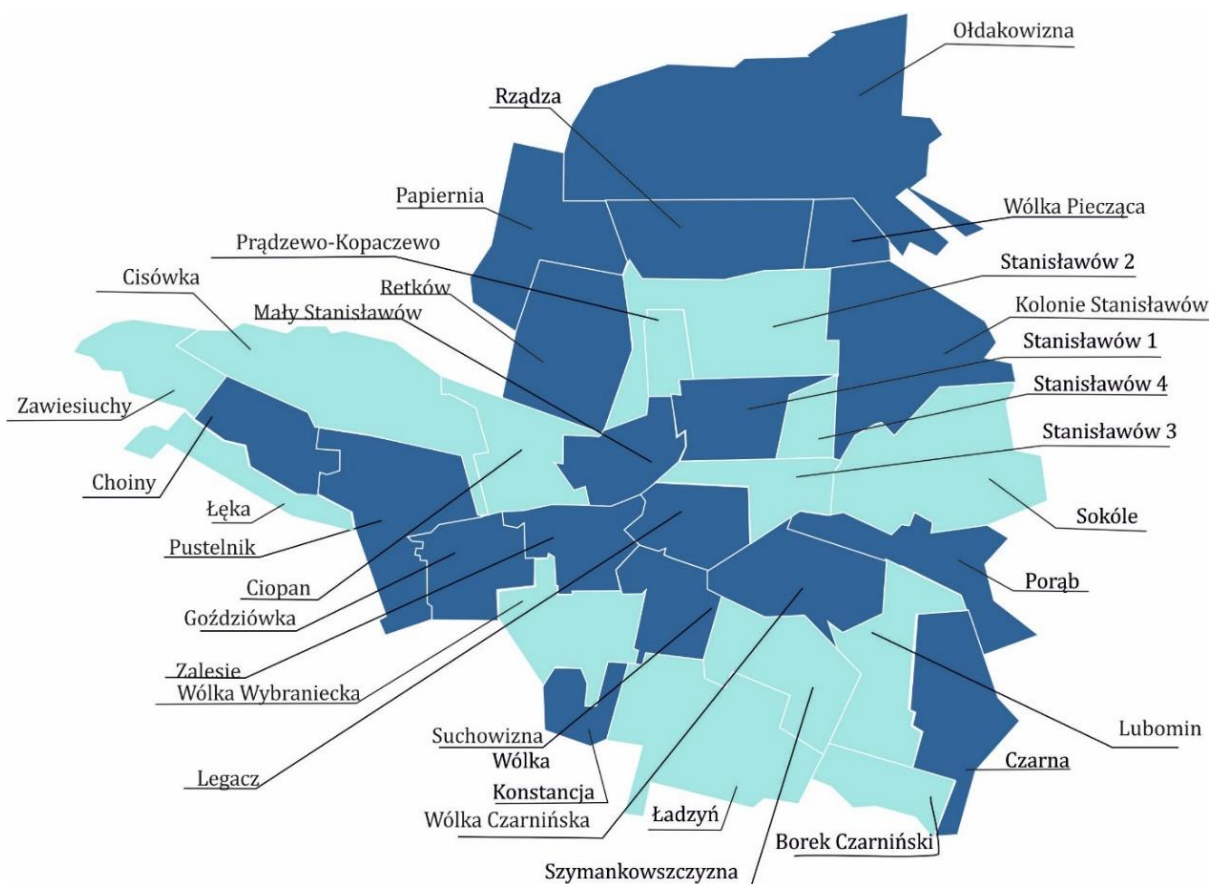 Ołdakowizna
Rządza
Papiernia
Wólka Piecząca
Prądzewo-Kopaczewo
Stanisławów 2
Cisówka
Retków
Kolonie Stanisławów
Mały Stanisławów
Stanisławów 1
Stanisławów 4
Zawiesiuchy
Stanisławów 3
Choiny
Łęka
Sokóle
Pustelnik
Ciopan
Porąb
Goździówka
Zalesie
Wólka Wybraniecka
Lubomin
Suchowizna
Wólka
Czarna
Legacz
Konstancja
Ładzyń
Wólka Czarnińska
Borek Czarniński
Szymankowszczyzna